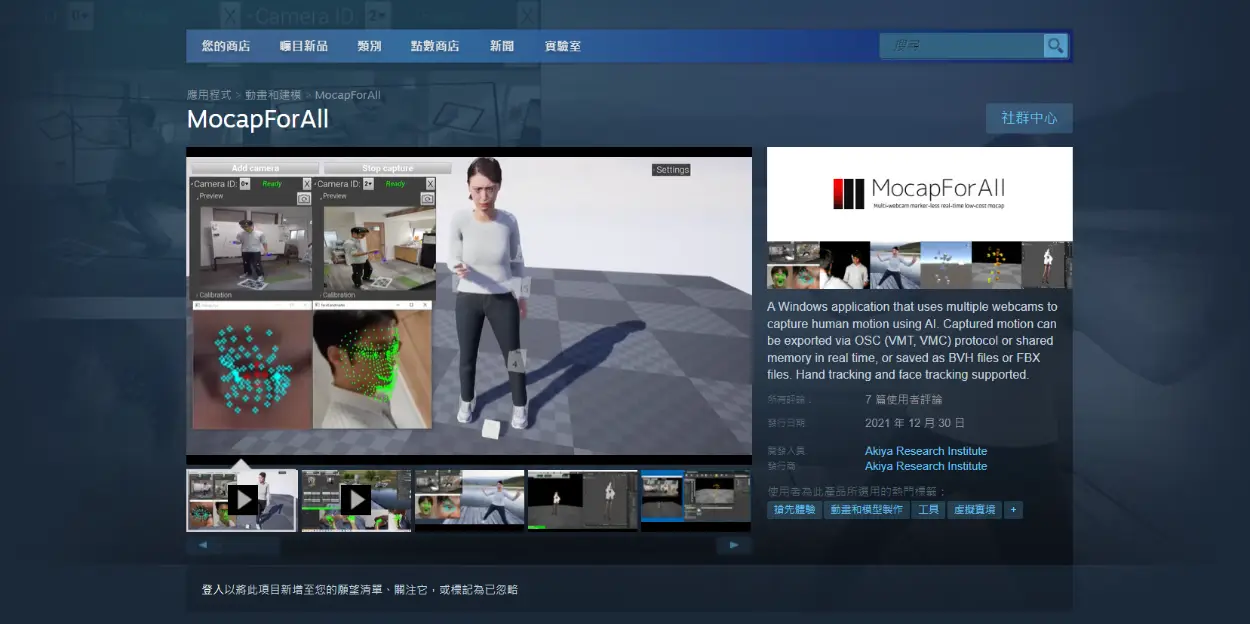 Camera ID:
您的商店
矚目新品
類別
點數商店
新聞
實驗室
搜尋
應用程式 > 動畫和建模 > MocapForAll
MocapForAll
社群中心
Add camera
Stop capture
Settings
Camera ID: 0 Ready X
Camera ID: 2 Ready X
Preview
Preview
Calibration
Calibration
MocapForAll
Multi-webcam marker-less real-time low-cost mocap
A Windows application that uses multiple webcams to
capture human motion using AI. Captured motion can
be exported via OSC (VMT, VMC) protocol or shared
memory in real time, or saved as BVH files or FBX
files. Hand tracking and face tracking supported.
所有評論：
7 篇使用者評論
發行日期：
2021 年 12 月 30 日
開發人員
Akiya Research Institute
發行商
Akiya Research Institute
使用者為此產品所選用的熱門標籤：
搶先體驗
動畫和模型製作
工具
虛擬實境
+
登入以將此項目新增至您的願望清單、關注它，或標記為已忽略